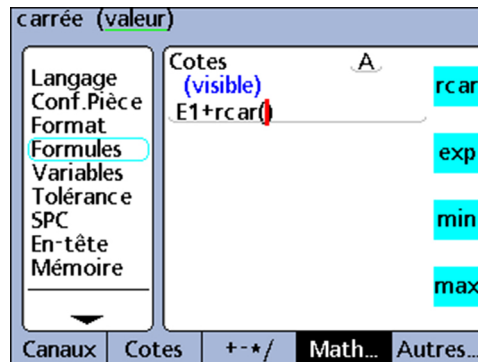 carrée (valeur)
Langage
Conf.Pièce
Format
Formules
Variables
Tolérance
SPC
En-tête
Mémoire
Cotes A
(visible)
E1+rcar()
rcar
exp
min
max
Canaux Cotes +-*/ Math... Autres...